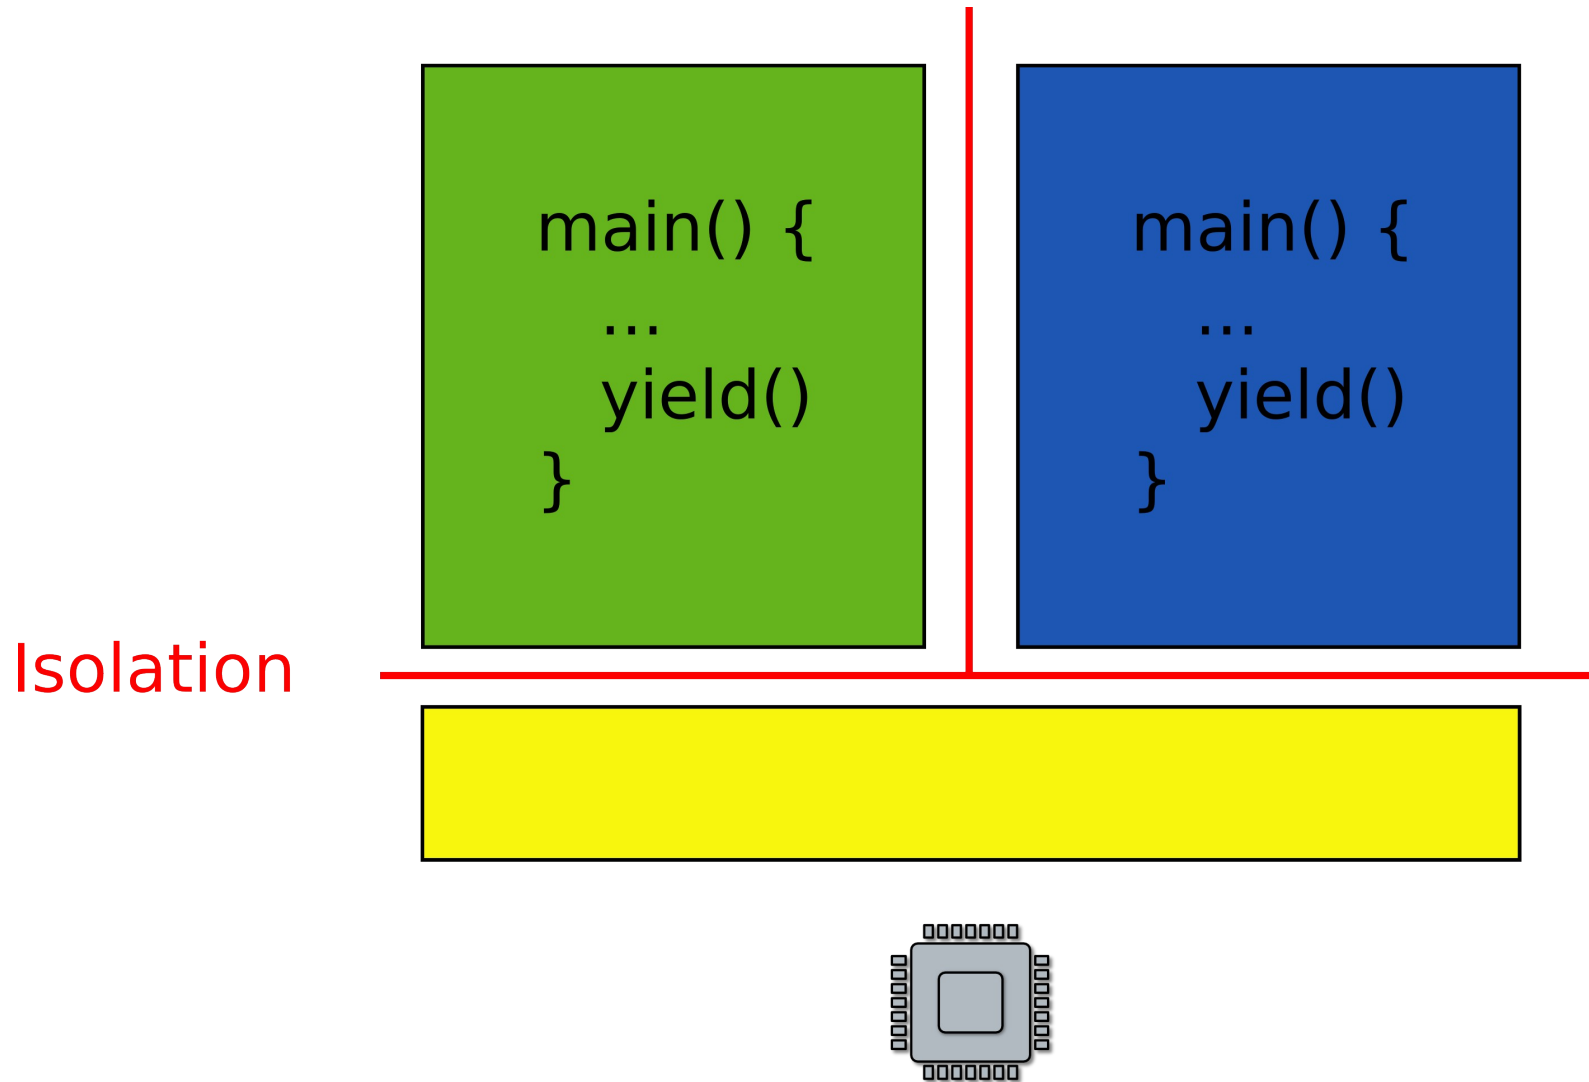 main() {
...
yield()
}
main() {
...
yield()
}
Isolation